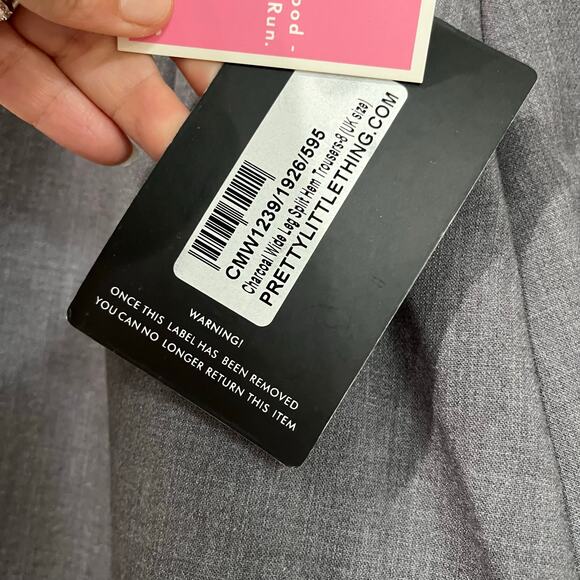 ood -
Run.
CMW1239/1926/595
Charcoal Wide Leg Split Hem Trousers-8 (UK size)
PRETTYLITTLETHING.COM
WARNING!
ONCE THIS LABEL HAS BEEN REMOVED
YOU CAN NO LONGER RETURN THIS ITEM